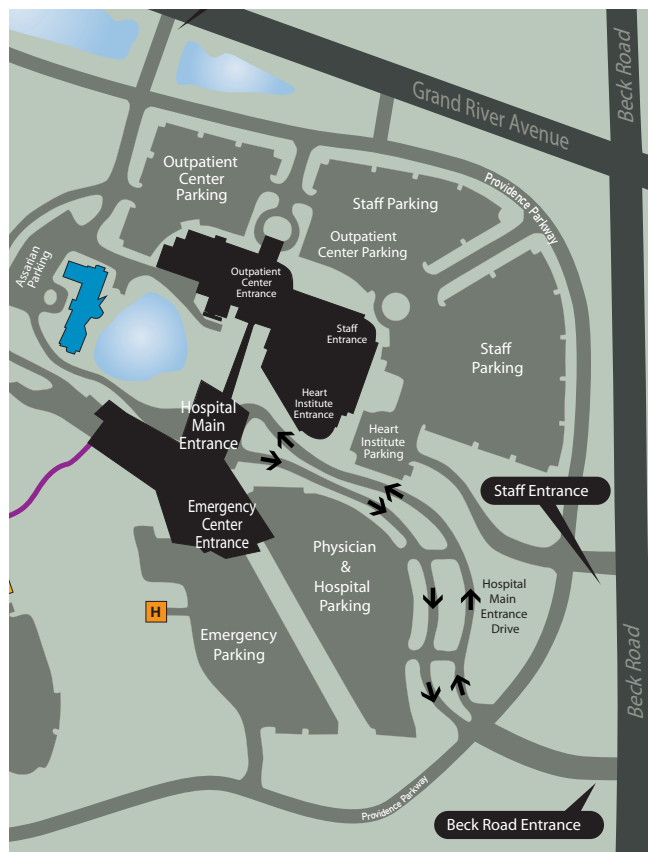 Beck Road
Grand River Avenue
Outpatient
Center
Parking
Providence Parkway
Staff Parking
Outpatient
Center Parking
Assarian
Parking
Outpatient
Center
Entrance
Staff
Entrance
Staff
Parking
Heart
Institute
Entrance
Hospital
Main
Entrance
Heart
Institute
Parking
Staff Entrance
Emergency
Center
Entrance
Physician
&
Hospital
Parking
Hospital
Main
Entrance
Drive
H
Emergency
Parking
Beck Road
Providence Parkway
Beck Road Entrance